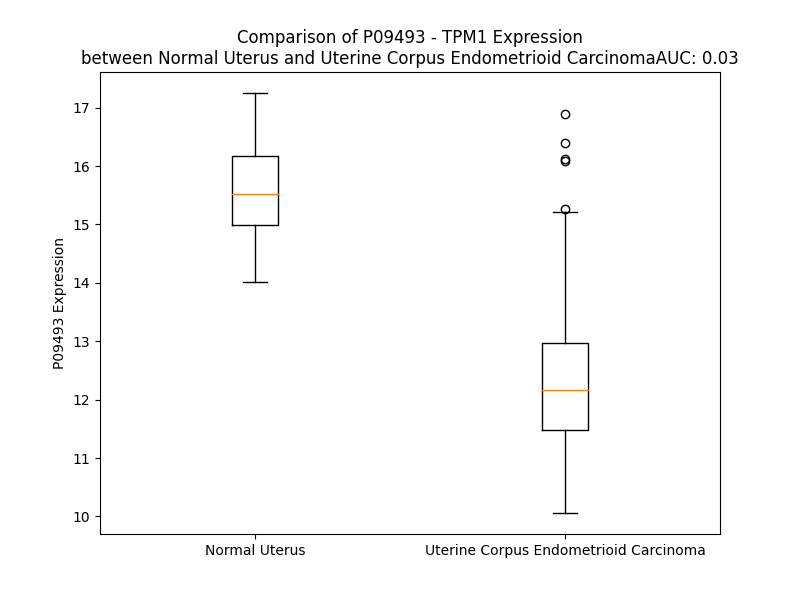 Comparison of P09493 - TPM1 Expression
between Normal Uterus and Uterine Corpus Endometrioid CarcinomaAUC: 0.03
17
16
15
14
13
12
11
10
P09493 Expression
Normal Uterus
Uterine Corpus Endometrioid Carcinoma